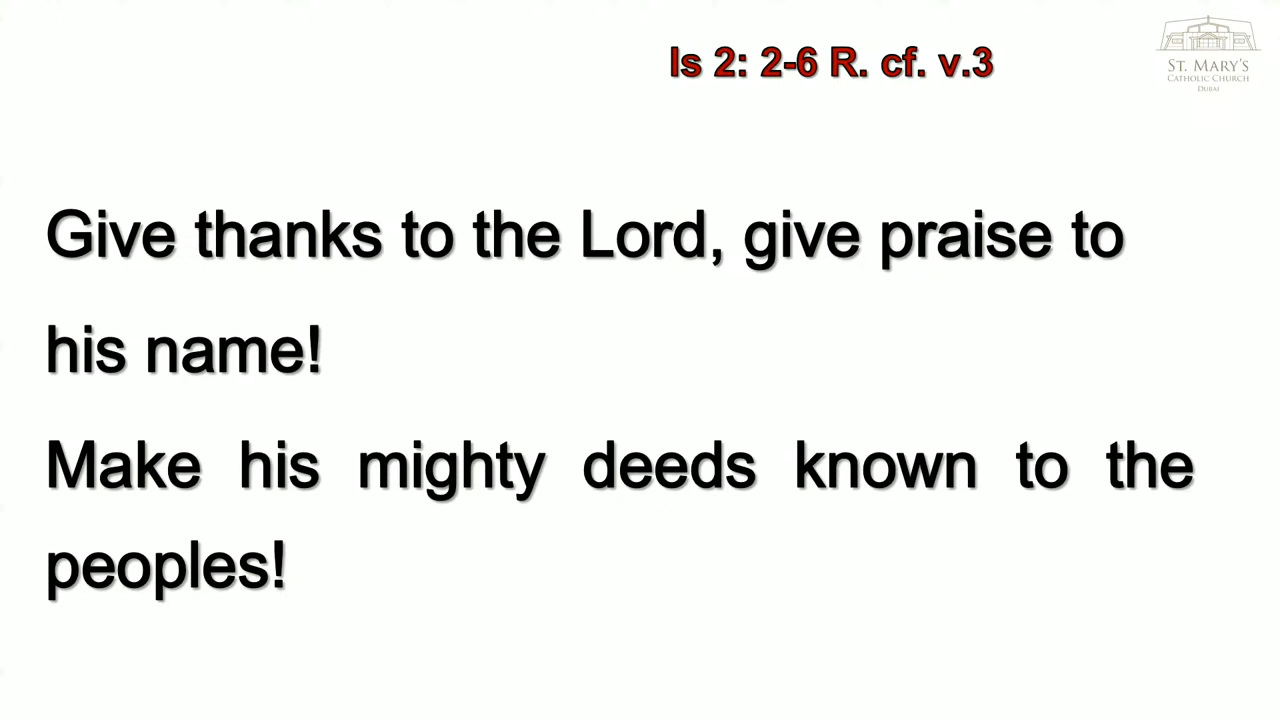 Is 2: 2-6 R. cf. v.3
ST. MARY'S
CATHOLIC CHURCH
DUBAI
Give thanks to the Lord, give praise to
his name!
Make his mighty deeds known to the
peoples!